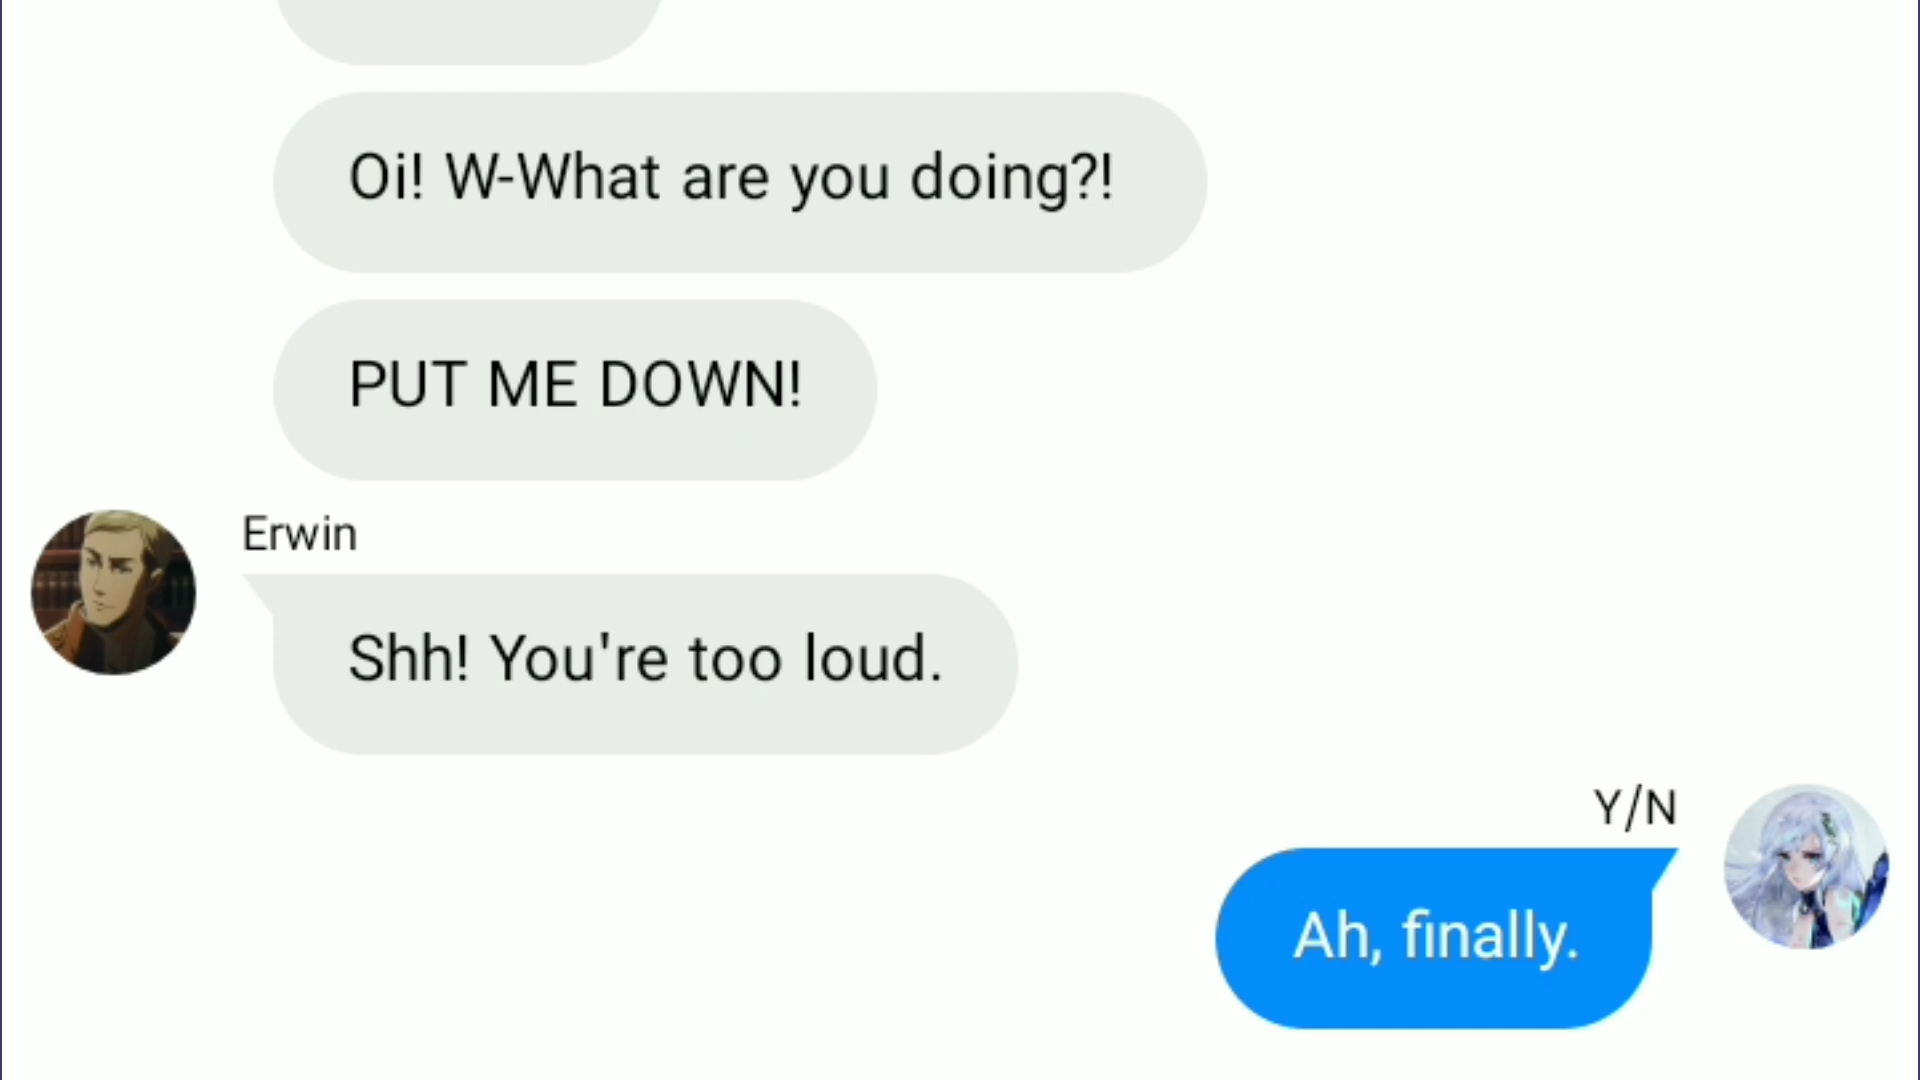 Oi! W-What are you doing?!
PUT ME DOWN!
Erwin
Shh! You're too loud.
Y/N
Ah, finally.